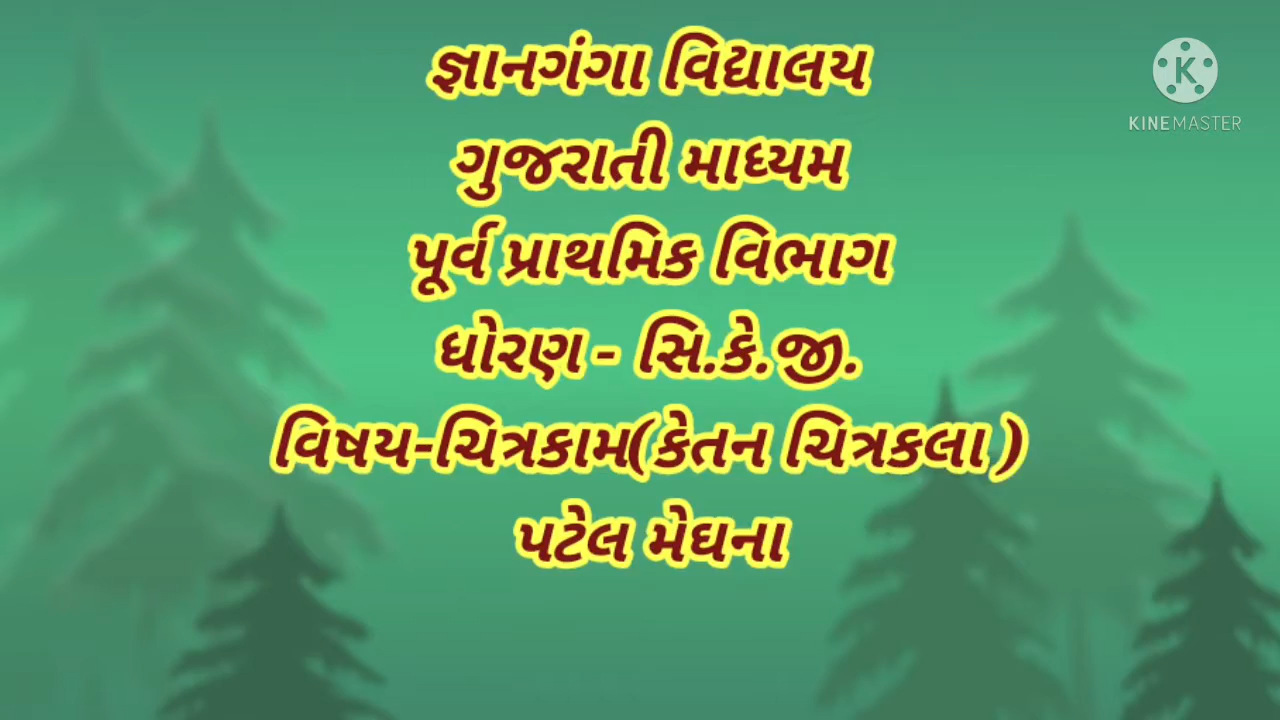 જ્ઞાનગંગા વિદ્યાલય
ગુજરાતી માધ્યમ
પૂર્વ પ્રાથમિક વિભાગ
ધોરણ - સિ.કે.જી.
વિષય-ચિત્રકામ(કેતન ચિત્રકલા )
પટેલ મેઘના
K
KINEMASTER